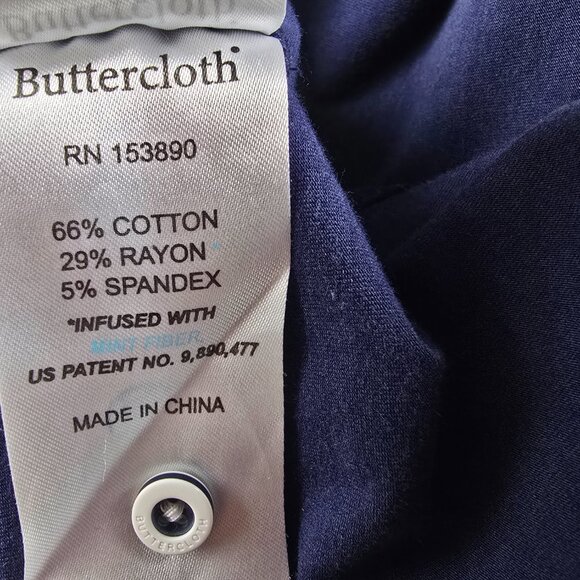 Buttercloth
Buttercloth
RN 153890
66% COTTON
29% RAYON*
5% SPANDEX
*INFUSED WITH
MINT FIBER
US PATENT NO. 9,890,477
MADE IN CHINA
BUTTERCLOTH